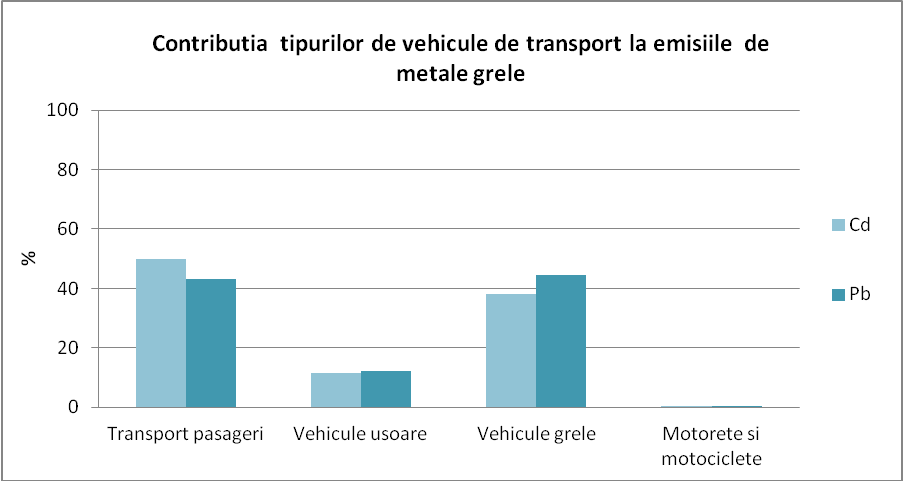 Contributia tipurilor de vehicule de transport la emisiile de
metale grele
100
80
60
40
20
0
%
Transport pasageri
Vehicule usoare
Vehicule grele
Motorete si
motociclete
Cd
Pb